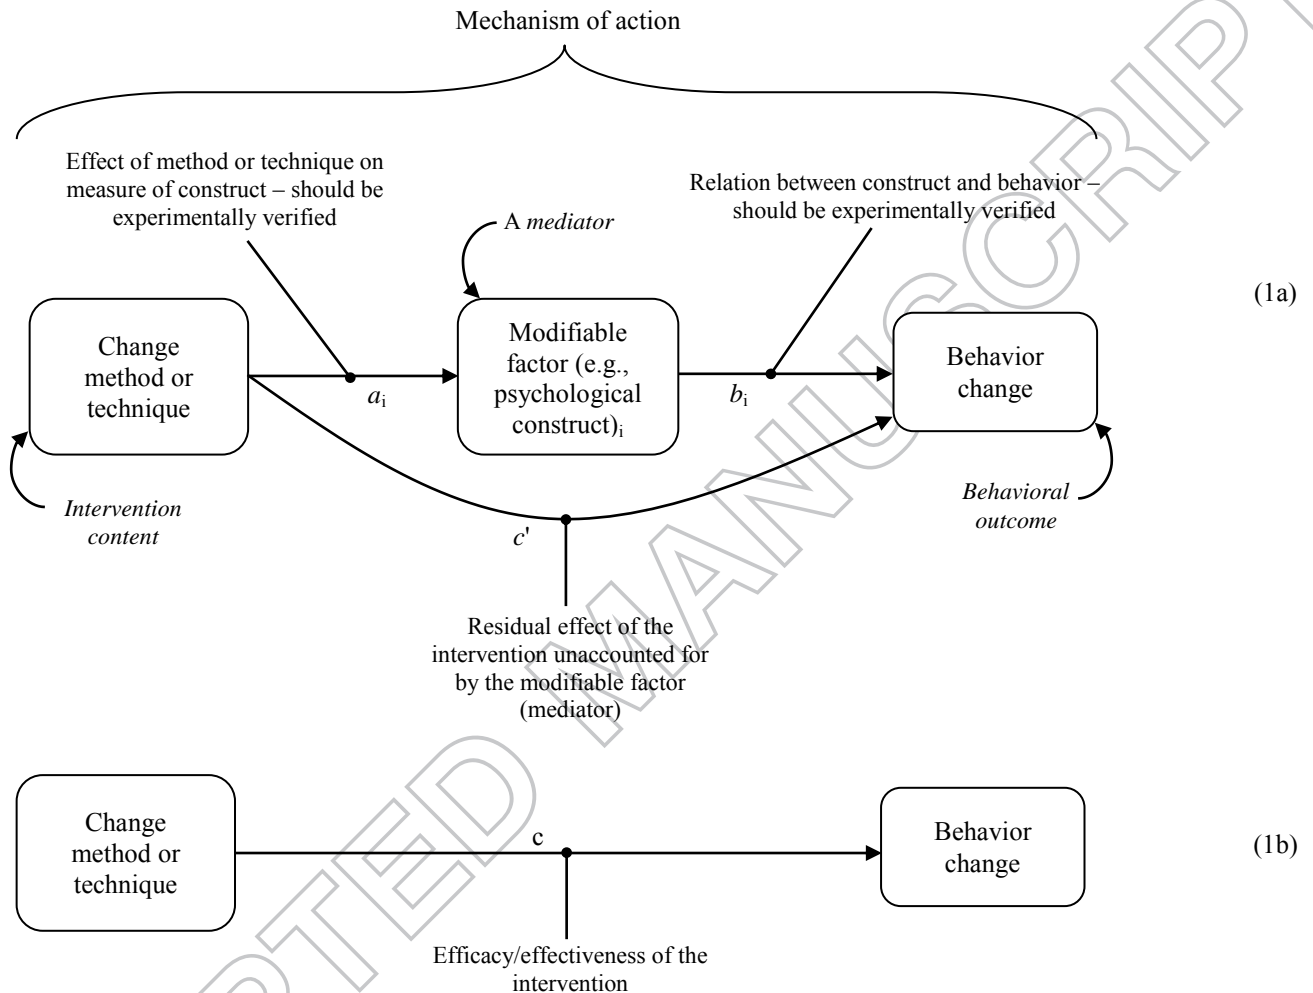 Mechanism of action
Effect of method or technique on
measure of construct – should be
experimentally verified
Relation between construct and behavior –
should be experimentally verified
A mediator
(1a)
Change
method or
technique
Modifiable
factor (e.g.,
psychological
construct)i
Behavior
change
ai
bi
Intervention
content
Behavioral
outcome
c'
Residual effect of the
intervention unaccounted for
by the modifiable factor
(mediator)
Change
method or
technique
c
Behavior
change
(1b)
Efficacy/effectiveness of the
intervention
PTED MANUSCRIPT